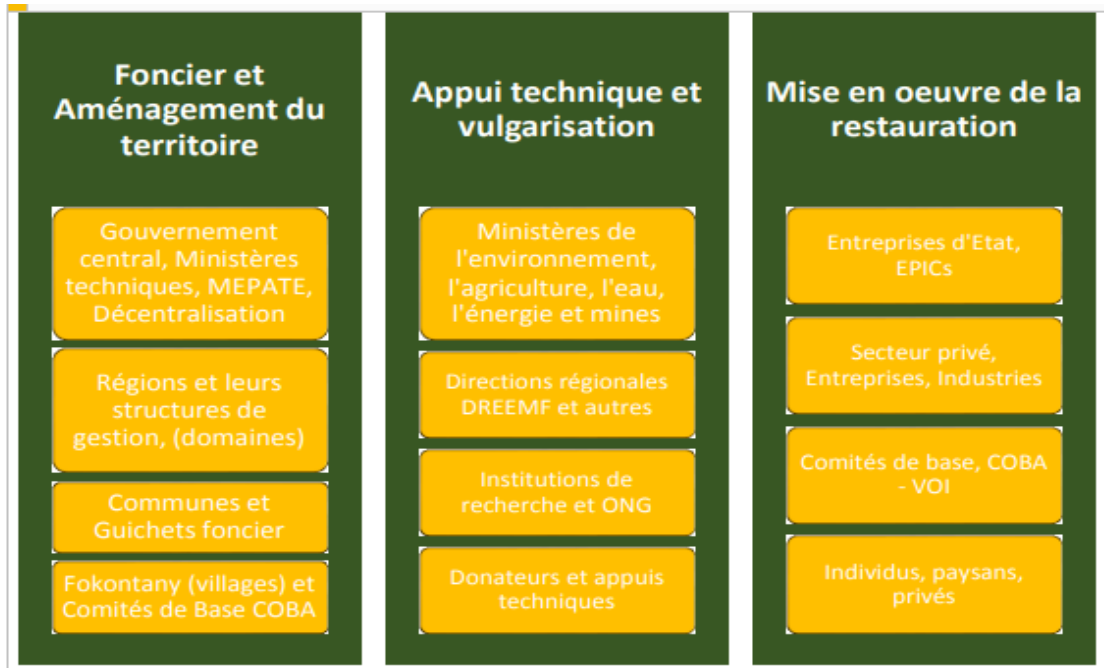 Foncier et
Aménagement du
territoire
Gouvernement
central, Ministères
techniques, MEPATE,
Décentralisation
Régions et leurs
structures de
gestion, (domaines)
Communes et
Guichets foncier
Fokontany (villages) et
Comités de Base COBA
Appui technique et
vulgarisation
Ministères de
l'environnement,
l'agriculture, l'eau,
l'énergie et mines
Directions régionales
DREEMF et autres
Institutions de
recherche et ONG
Donateurs et appuis
techniques
Mise en oeuvre de la
restauration
Entreprises d'Etat,
EPICs
Secteur privé,
Entreprises, Industries
Comités de base, COBA
- VOI
Individus, paysans,
privés